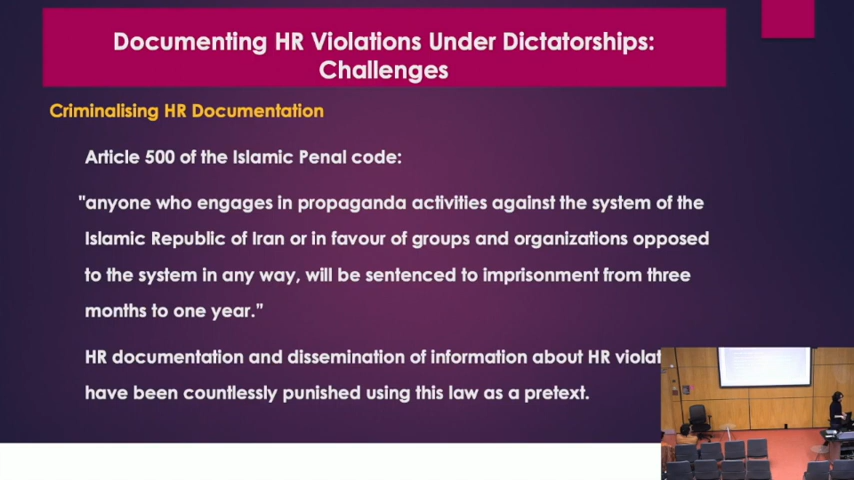 Documenting HR Violations Under Dictatorships:
Challenges
Criminalising HR Documentation
Article 500 of the Islamic Penal code:
"anyone who engages in propaganda activities against the system of the
Islamic Republic of Iran or in favour of groups and organizations opposed
to the system in any way, will be sentenced to imprisonment from three
months to one year."
HR documentation and dissemination of information about HR
have been countlessly punished using this law as a pretext.